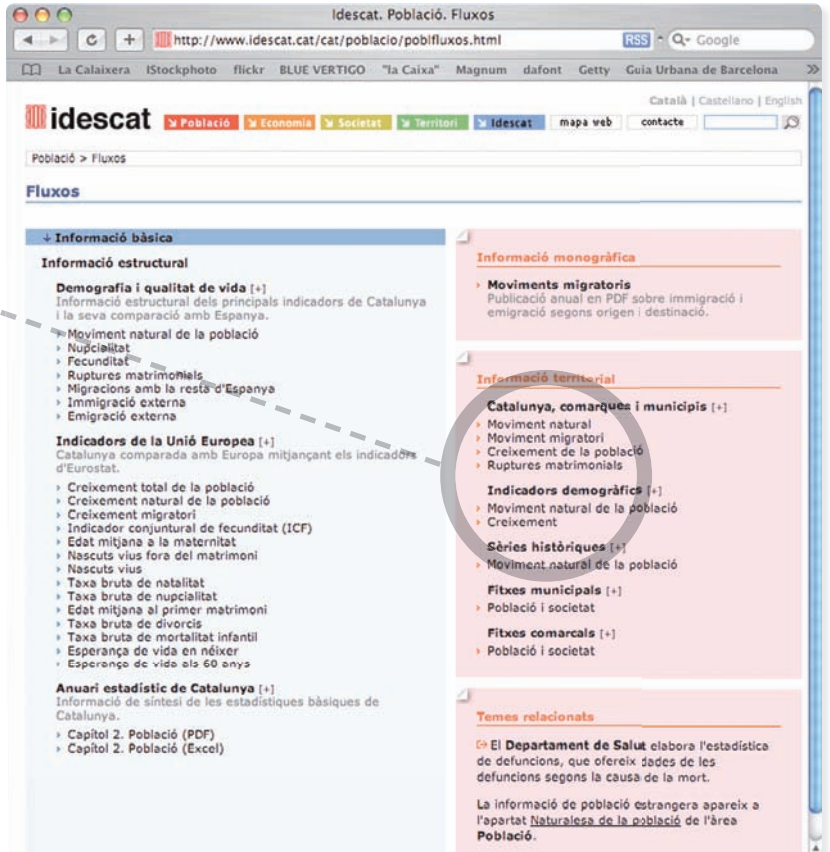 Idescat. Població. Fluxos
http://www.idescat.cat/cat/poblacio/poblfluxos.html
RSS
Google
La Calaixera IStockphoto flickr BLUE VERTIGO "la Caixa" Magnum dafont Getty Guia Urbana de Barcelona
Català | Castellano | English
idescat Població Economia Societat Territori Idescat mapa web contacte
Població > Fluxos
Fluxos
Informació bàsica
Informació estructural
Demografia i qualitat de vida [+]
Informació estructural dels principals indicadors de Catalunya
i la seva comparació amb Espanya.
Moviment natural de la població
Nupcialitat
Fecunditat
Ruptures matrimonials
Migracions amb la resta d'Espanya
Immigració externa
Emigració externa
Indicadors de la Unió Europea [+]
Catalunya comparada amb Europa mitjançant els indicadors
d'Eurostat.
Creixement total de la població
Creixement natural de la població
Creixement migratori
Indicador conjuntural de fecunditat (ICF)
Edat mitjana a la maternitat
Nascuts vius fora del matrimoni
Nascuts vius
Taxa bruta de natalitat
Taxa bruta de nupcialitat
Edat mitjana al primer matrimoni
Taxa bruta de divorcis
Taxa bruta de mortalitat infantil
Esperança de vida en néixer
Esperança de vida als 60 anys
Anuari estadístic de Catalunya [+]
Informació de síntesi de les estadístiques bàsiques de
Catalunya.
Capítol 2. Població (PDF)
Capítol 2. Població (Excel)
Informació monogràfica
Moviments migratoris
Publicació anual en PDF sobre immigració i
emigració segons origen i destinació.
Informació territorial
Catalunya, comarques i municipis [+]
Moviment natural
Moviment migratori
Creixement de la població
Ruptures matrimonials
Indicadors demogràfics [+]
Moviment natural de la població
Creixement
Sèries històriques [+]
Moviment natural de la població
Fitxes municipals [+]
Població i societat
Fitxes comarcals [+]
Població i societat
Temes relacionats
El Departament de Salut elabora l'estadística
de defuncions, que ofereix dades de les
defuncions segons la causa de la mort.
La informació de població estrangera apareix a
l'apartat Naturalesa de la població de l'àrea
Població.